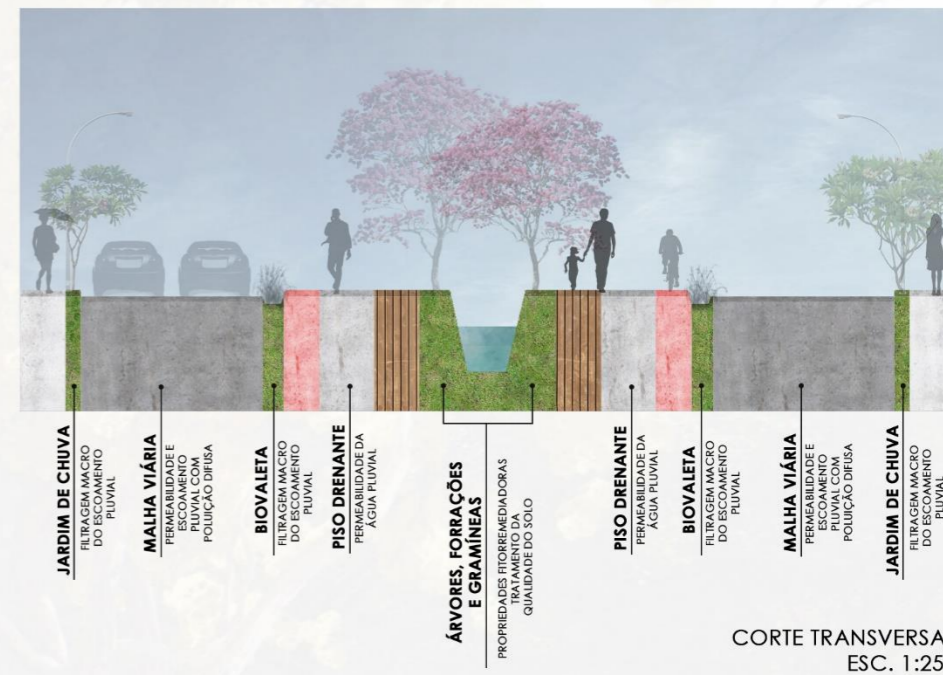 JARDIM DE CHUVA
FILTRAGEM MACRO
DO ESCOAMENTO
PLUVIAL
MALHA VIÁRIA
PERMEABILIDADE E
ESCOAMENTO
PLUVIAL COM
POLUIÇÃO DIFUSA
BIOVALETA
FILTRAGEM MACRO
DO ESCOAMENTO
PLUVIAL
PISO DRENANTE
PERMEABILIDADE DA
ÁGUA PLUVIAL
ÁRVORES, FORRAÇÕES
E GRAMÍNEAS
PROPRIEDADES FITORREMEDIADORAS
TRATAMENTO DA
QUALIDADE DO SOLO
PISO DRENANTE
PERMEABILIDADE DA
ÁGUA PLUVIAL
BIOVALETA
FILTRAGEM MACRO
DO ESCOAMENTO
PLUVIAL
MALHA VIÁRIA
PERMEABILIDADE E
ESCOAMENTO
PLUVIAL COM
POLUIÇÃO DIFUSA
JARDIM DE CHUVA
FILTRAGEM MACRO
DO ESCOAMENTO
PLUVIAL
CORTE TRANSVERSA
ESC. 1:25